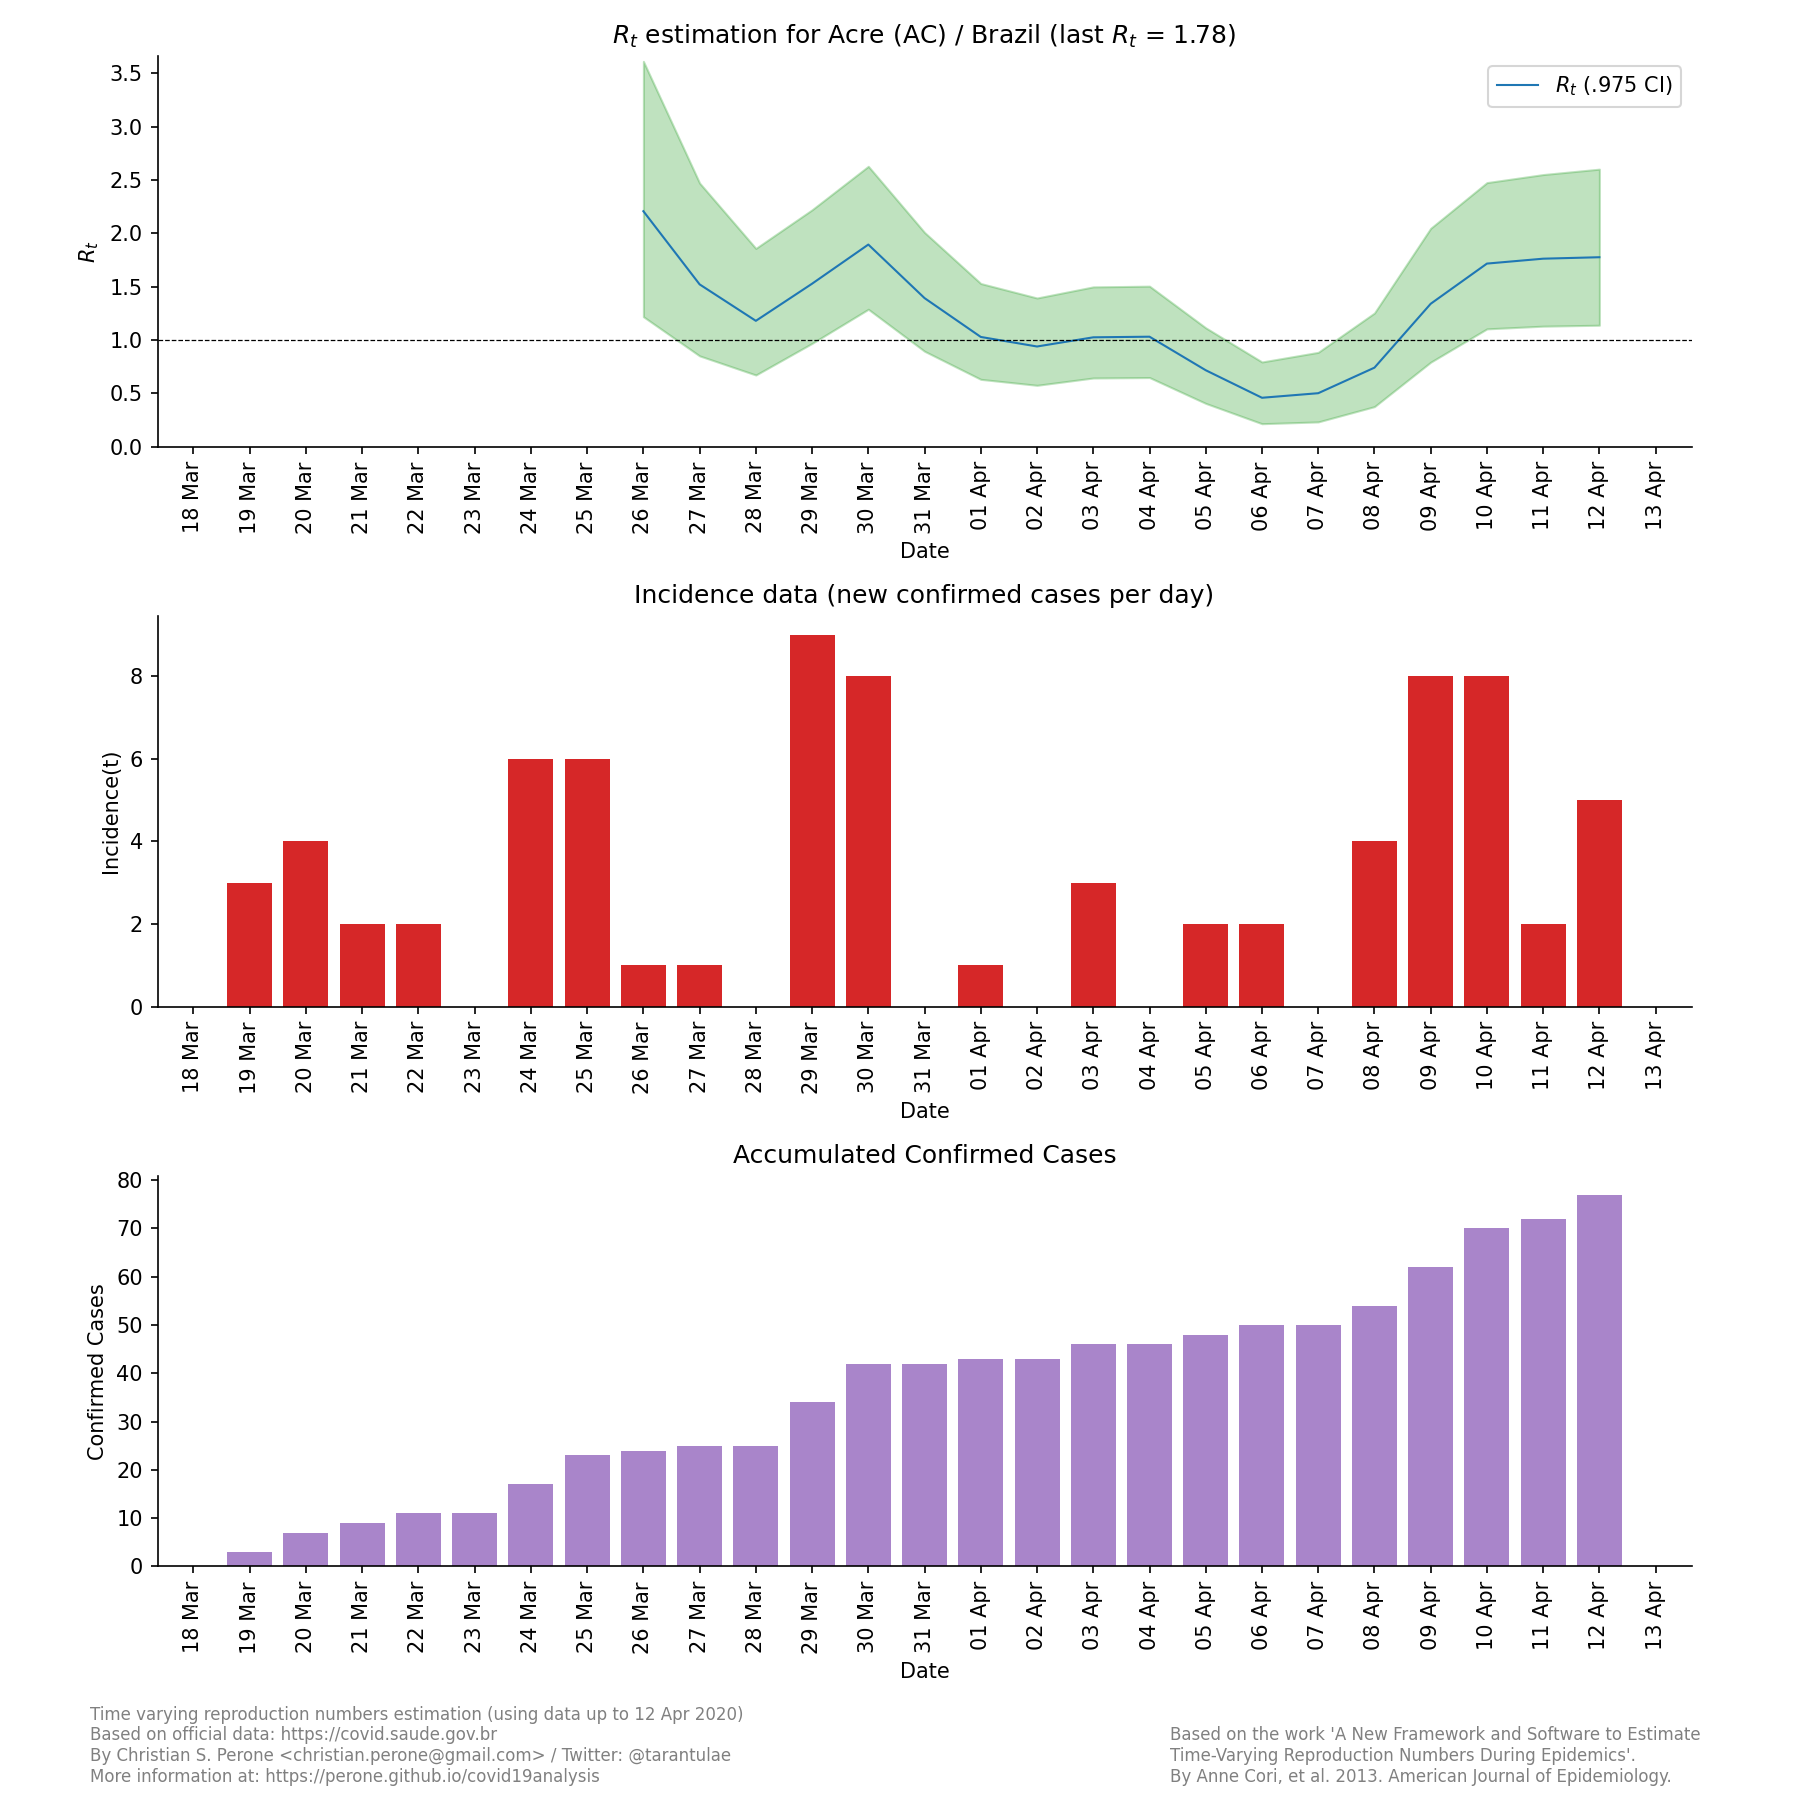 Rt estimation for Acre (AC) / Brazil (last Rt = 1.78)
3.5
3.0
2.5
2.0
1.5
1.0
0.5
0.0
Rt
Rt (.975 CI)
18 Mar 19 Mar 20 Mar 21 Mar 22 Mar 23 Mar 24 Mar 25 Mar 26 Mar 27 Mar 28 Mar 29 Mar 30 Mar 31 Mar 01 Apr 02 Apr 03 Apr 04 Apr 05 Apr 06 Apr 07 Apr 08 Apr 09 Apr 10 Apr 11 Apr 12 Apr 13 Apr
Date
Incidence data (new confirmed cases per day)
8
6
4
2
0
Incidence(t)
18 Mar 19 Mar 20 Mar 21 Mar 22 Mar 23 Mar 24 Mar 25 Mar 26 Mar 27 Mar 28 Mar 29 Mar 30 Mar 31 Mar 01 Apr 02 Apr 03 Apr 04 Apr 05 Apr 06 Apr 07 Apr 08 Apr 09 Apr 10 Apr 11 Apr 12 Apr 13 Apr
Date
Accumulated Confirmed Cases
80
70
60
50
40
30
20
10
0
Confirmed Cases
18 Mar 19 Mar 20 Mar 21 Mar 22 Mar 23 Mar 24 Mar 25 Mar 26 Mar 27 Mar 28 Mar 29 Mar 30 Mar 31 Mar 01 Apr 02 Apr 03 Apr 04 Apr 05 Apr 06 Apr 07 Apr 08 Apr 09 Apr 10 Apr 11 Apr 12 Apr 13 Apr
Date
Time varying reproduction numbers estimation (using data up to 12 Apr 2020)
Based on official data: https://covid.saude.gov.br
By Christian S. Perone <christian.perone@gmail.com> / Twitter: @tarantulae
More information at: https://perone.github.io/covid19analysis
Based on the work 'A New Framework and Software to Estimate
Time-Varying Reproduction Numbers During Epidemics'.
By Anne Cori, et al. 2013. American Journal of Epidemiology.